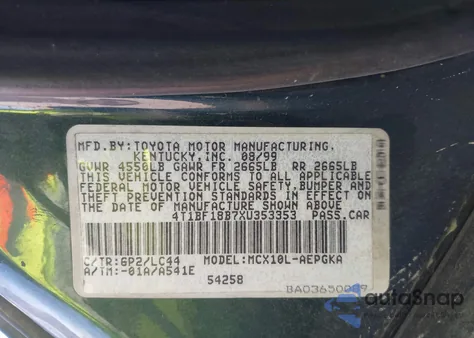 MFD.BY:TOYOTA MOTOR MANUFACTURING.
KENTUCKY,INC. 08/99
GVWR 4550LB GAWR FR 2665LB RR 2665LB
THIS VEHICLE CONFORMS TO ALL APPLICABLE
FEDERAL MOTOR VEHICLE SAFETY,BUMPER AND
THEFT PREVENTION STANDARDS IN EFFECT ON
THE DATE OF MANUFACTURE SHOWN ABOVE
4T1BF18B7XU353353 PASS.CAR
C/TR:6P2/LC44 MODEL:MCX10L-AEPGKA
A/TM:-01A/A541E
54258
autoSnap